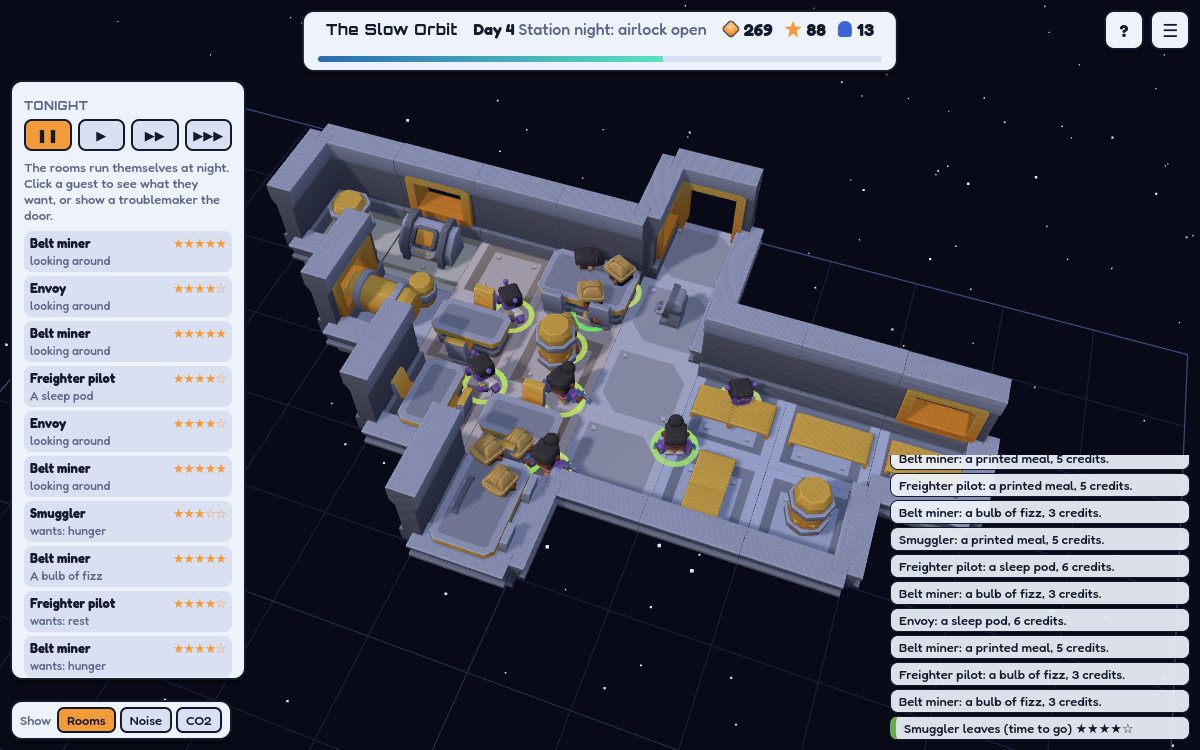 The Slow Orbit Day 4 Station night: airlock open 269 88 13
?
TONIGHT
The rooms run themselves at night.
Click a guest to see what they
want, or show a troublemaker the
door.
Belt miner ★★★★★
looking around
Envoy ★★★★☆
looking around
Belt miner ★★★★★
looking around
Freighter pilot ★★★★☆
A sleep pod
Envoy ★★★★☆
looking around
Belt miner ★★★★★
looking around
Smuggler ★★★☆☆
wants: hunger
Belt miner ★★★★★
A bulb of fizz
Freighter pilot ★★★★☆
wants: rest
Belt miner ★★★★★
wants: hunger
Show Rooms Noise CO2
Belt miner: a printed meal, 5 credits.
Freighter pilot: a printed meal, 5 credits.
Belt miner: a bulb of fizz, 3 credits.
Smuggler: a printed meal, 5 credits.
Freighter pilot: a sleep pod, 6 credits.
Belt miner: a bulb of fizz, 3 credits.
Envoy: a sleep pod, 6 credits.
Belt miner: a printed meal, 5 credits.
Freighter pilot: a bulb of fizz, 3 credits.
Belt miner: a bulb of fizz, 3 credits.
Smuggler leaves (time to go) ★★★★☆